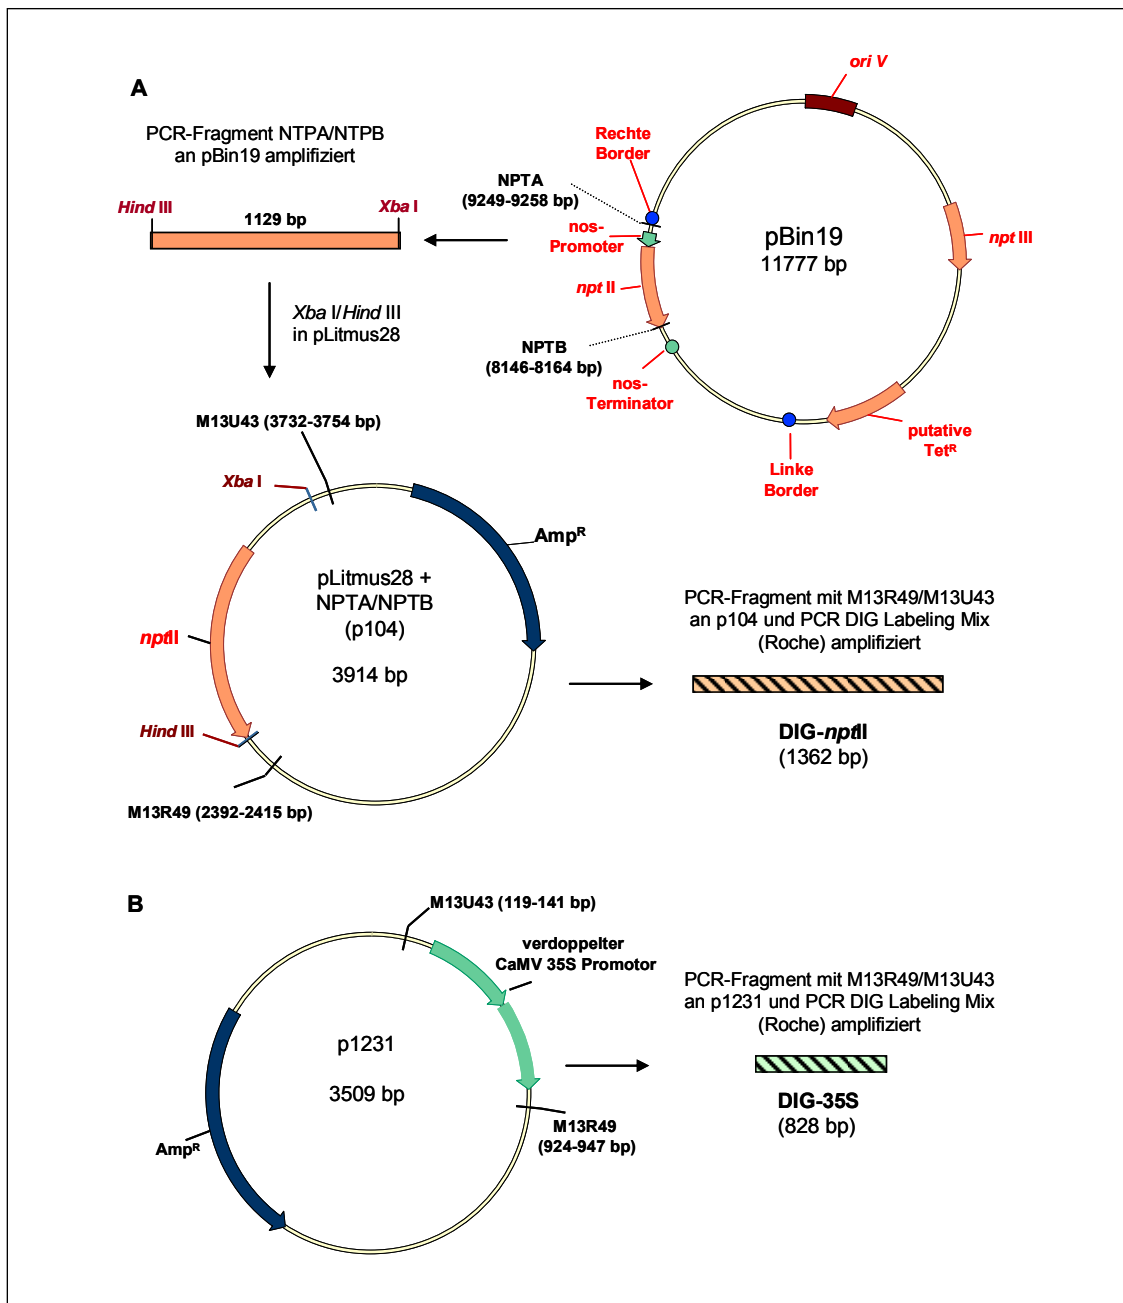 A
PCR-Fragment NTPA/NTPB
an pBin19 amplifiziert
Hind III
1129 bp
Xba I
Xba I/Hind III
in pLitmus28
ori V
Rechte
Border
NPTA
(9249-9258 bp)
nos-
Promoter
npt II
NPTB
(8146-8164 bp)
nos-
Terminator
pBin19
11777 bp
npt III
putative
TetR
Linke
Border
M13U43 (3732-3754 bp)
Xba I
AmpR
pLitmus28 +
NPTA/NPTB
(p104)
3914 bp
nptII
Hind III
M13R49 (2392-2415 bp)
PCR-Fragment mit M13R49/M13U43
an p104 und PCR DIG Labeling Mix
(Roche) amplifiziert
DIG-nptII
(1362 bp)
B
M13U43 (119-141 bp)
verdoppelter
CaMV 35S Promotor
p1231
3509 bp
AmpR
M13R49
(924-947 bp)
PCR-Fragment mit M13R49/M13U43
an p1231 und PCR DIG Labeling Mix
(Roche) amplifiziert
DIG-35S
(828 bp)